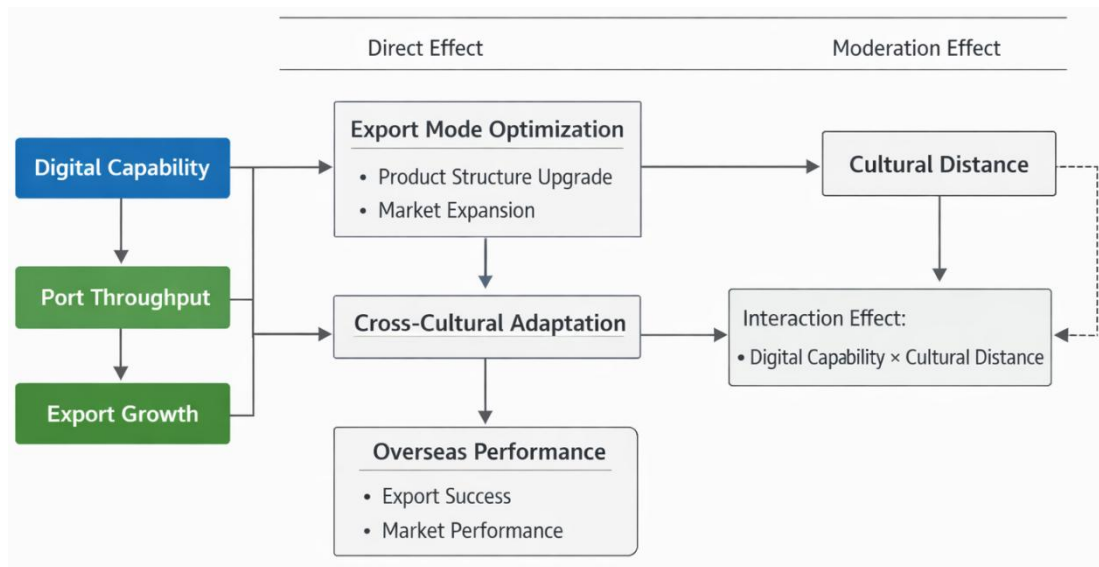 Direct Effect
Moderation Effect
Digital Capability
Port Throughput
Export Growth
Export Mode Optimization
• Product Structure Upgrade
• Market Expansion
Cross-Cultural Adaptation
Overseas Performance
• Export Success
• Market Performance
Cultural Distance
Interaction Effect:
• Digital Capability × Cultural Distance